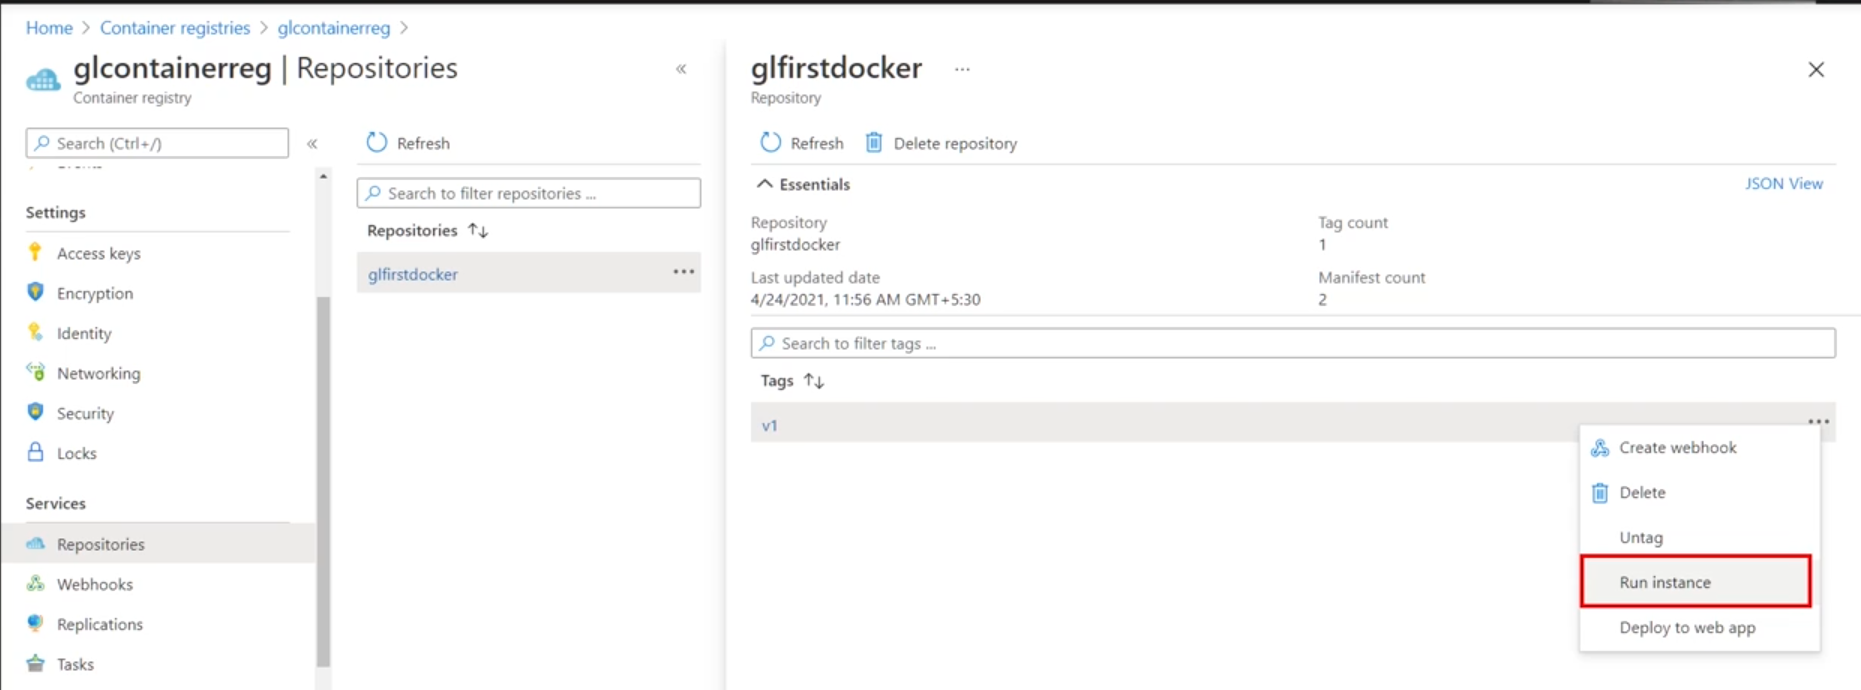 Home > Container registries > glcontainerreg >
glcontainerreg | Repositories
Container registry
«
Search (Ctrl+/)
«
Settings
Access keys
Encryption
Identity
Networking
Security
Locks
Services
Repositories
Webhooks
Replications
Tasks
Refresh
Search to filter repositories ...
Repositories ↑↓
glfirstdocker ...
glfirstdocker ...
Repository
Refresh Delete repository
Essentials JSON View
Repository Tag count
glfirstdocker 1
Last updated date Manifest count
4/24/2021, 11:56 AM GMT+5:30 2
Search to filter tags ...
Tags ↑↓
v1 ...
Create webhook
Delete
Untag
Run instance
Deploy to web app